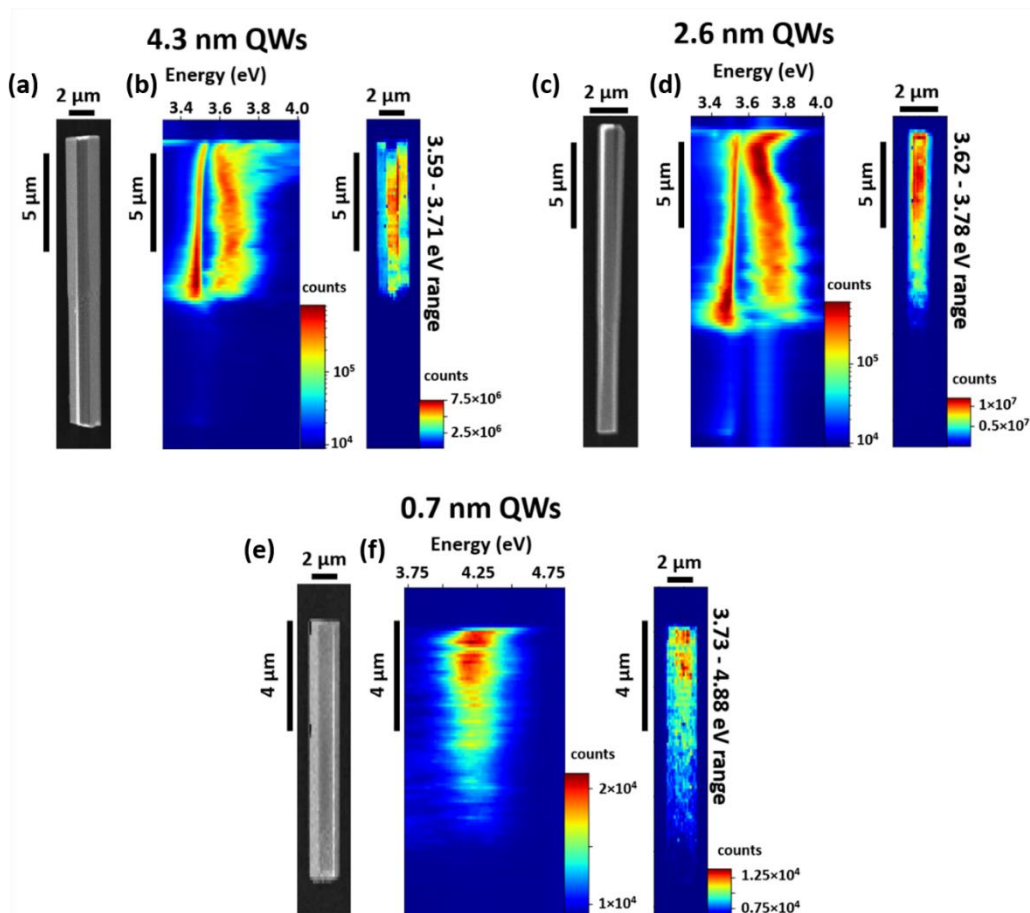 4.3 nm QWs
(a)
2 μm
5 μm
(b)
Energy (eV)
3.4 3.6 3.8 4.0
5 μm
counts
10⁵
10⁴
2 μm
5 μm
3.59 - 3.71 eV range
counts
7.5×10⁶
2.5×10⁶
2.6 nm QWs
(c)
2 μm
5 μm
(d)
Energy (eV)
3.4 3.6 3.8 4.0
5 μm
counts
10⁵
10⁴
2 μm
5 μm
3.62 - 3.78 eV range
counts
1×10⁷
0.5×10⁷
0.7 nm QWs
(e)
2 μm
4 μm
(f)
Energy (eV)
3.75 4.25 4.75
4 μm
counts
2×10⁴
1×10⁴
2 μm
4 μm
3.73 - 4.88 eV range
counts
1.25×10⁴
0.75×10⁴